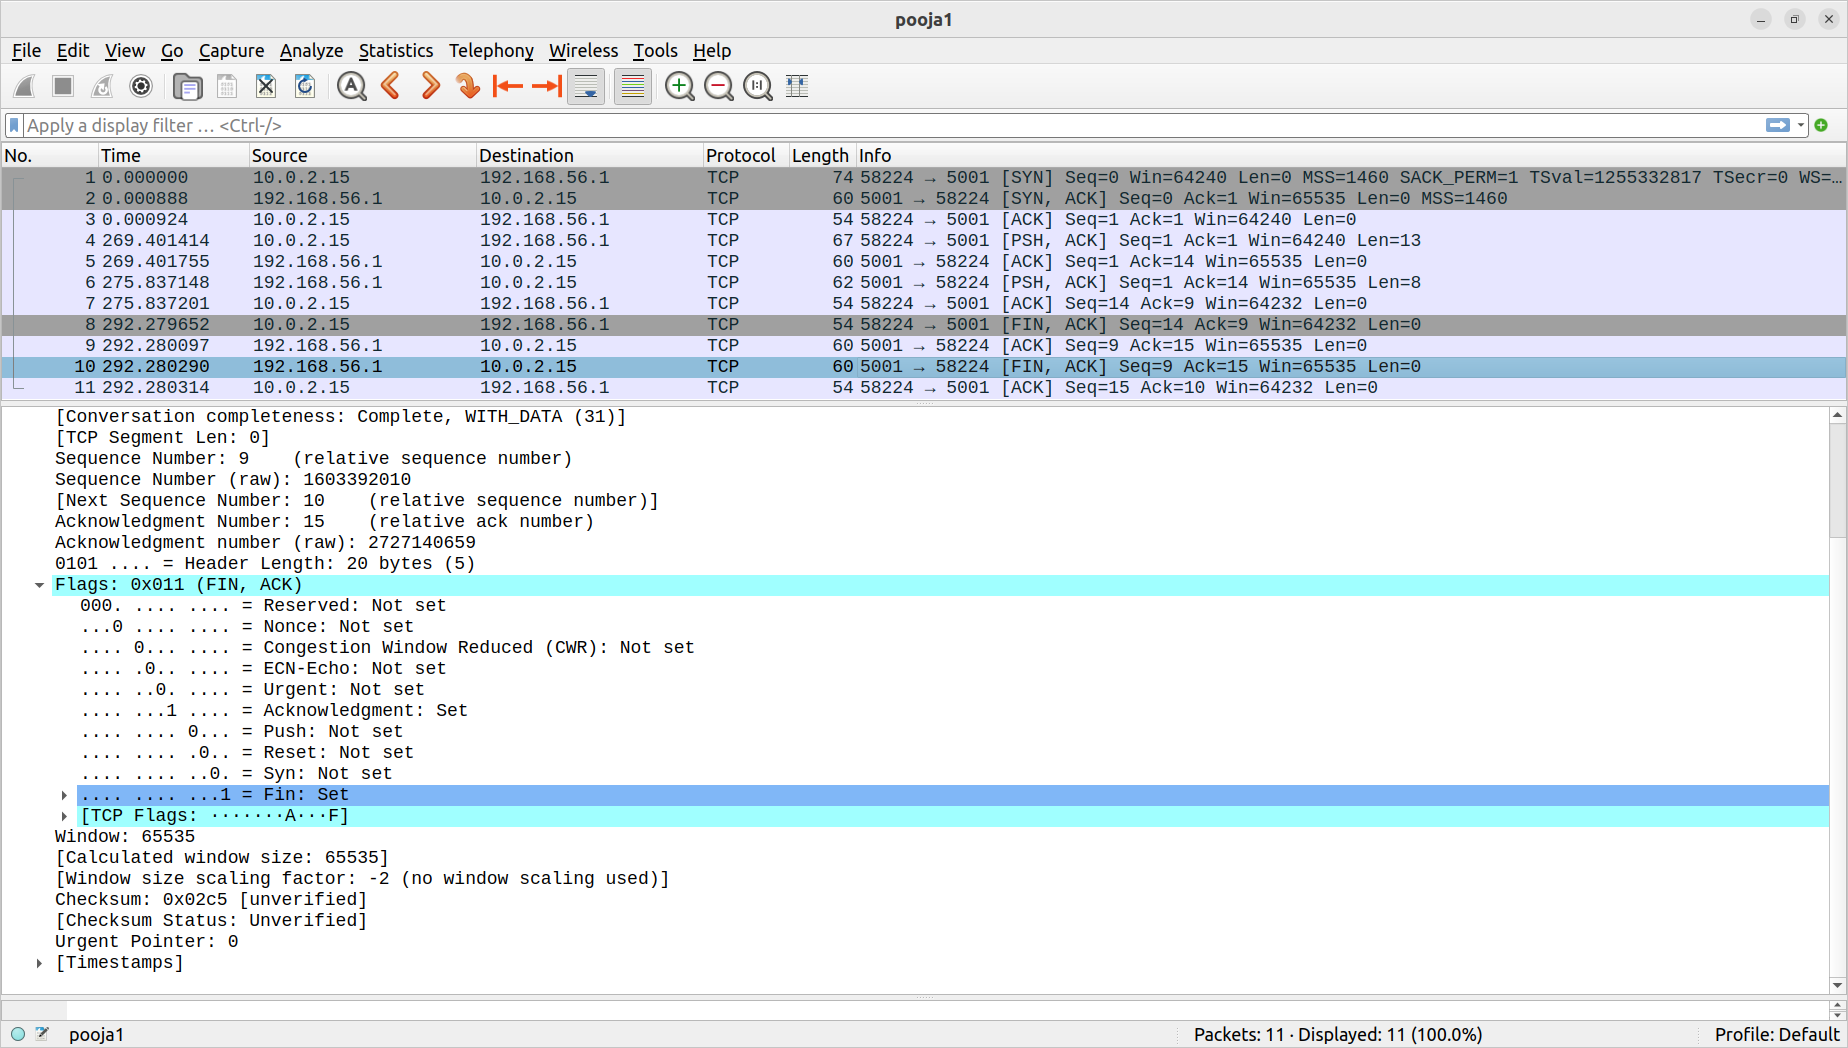 pooja1
File Edit View Go Capture Analyze Statistics Telephony Wireless Tools Help
Apply a display filter … <Ctrl-/>
No. Time Source Destination Protocol Length Info
1 0.000000 10.0.2.15 192.168.56.1 TCP 74 58224 → 5001 [SYN] Seq=0 Win=64240 Len=0 MSS=1460 SACK_PERM=1 TSval=1255332817 TSecr=0 WS=…
2 0.000888 192.168.56.1 10.0.2.15 TCP 60 5001 → 58224 [SYN, ACK] Seq=0 Ack=1 Win=65535 Len=0 MSS=1460
3 0.000924 10.0.2.15 192.168.56.1 TCP 54 58224 → 5001 [ACK] Seq=1 Ack=1 Win=64240 Len=0
4 269.401414 10.0.2.15 192.168.56.1 TCP 67 58224 → 5001 [PSH, ACK] Seq=1 Ack=1 Win=64240 Len=13
5 269.401755 192.168.56.1 10.0.2.15 TCP 60 5001 → 58224 [ACK] Seq=1 Ack=14 Win=65535 Len=0
6 275.837148 192.168.56.1 10.0.2.15 TCP 62 5001 → 58224 [PSH, ACK] Seq=1 Ack=14 Win=65535 Len=8
7 275.837201 10.0.2.15 192.168.56.1 TCP 54 58224 → 5001 [ACK] Seq=14 Ack=9 Win=64232 Len=0
8 292.279652 10.0.2.15 192.168.56.1 TCP 54 58224 → 5001 [FIN, ACK] Seq=14 Ack=9 Win=64232 Len=0
9 292.280097 192.168.56.1 10.0.2.15 TCP 60 5001 → 58224 [ACK] Seq=9 Ack=15 Win=65535 Len=0
10 292.280290 192.168.56.1 10.0.2.15 TCP 60 5001 → 58224 [FIN, ACK] Seq=9 Ack=15 Win=65535 Len=0
11 292.280314 10.0.2.15 192.168.56.1 TCP 54 58224 → 5001 [ACK] Seq=15 Ack=10 Win=64232 Len=0
[Conversation completeness: Complete, WITH_DATA (31)]
[TCP Segment Len: 0]
Sequence Number: 9    (relative sequence number)
Sequence Number (raw): 1603392010
[Next Sequence Number: 10    (relative sequence number)]
Acknowledgment Number: 15    (relative ack number)
Acknowledgment number (raw): 2727140659
0101 .... = Header Length: 20 bytes (5)
Flags: 0x011 (FIN, ACK)
000. .... .... = Reserved: Not set
...0 .... .... = Nonce: Not set
.... 0... .... = Congestion Window Reduced (CWR): Not set
.... .0.. .... = ECN-Echo: Not set
.... ..0. .... = Urgent: Not set
.... ...1 .... = Acknowledgment: Set
.... .... 0... = Push: Not set
.... .... .0.. = Reset: Not set
.... .... ..0. = Syn: Not set
.... .... ...1 = Fin: Set
[TCP Flags: ·······A···F]
Window: 65535
[Calculated window size: 65535]
[Window size scaling factor: -2 (no window scaling used)]
Checksum: 0x02c5 [unverified]
[Checksum Status: Unverified]
Urgent Pointer: 0
[Timestamps]
pooja1 Packets: 11 · Displayed: 11 (100.0%) Profile: Default